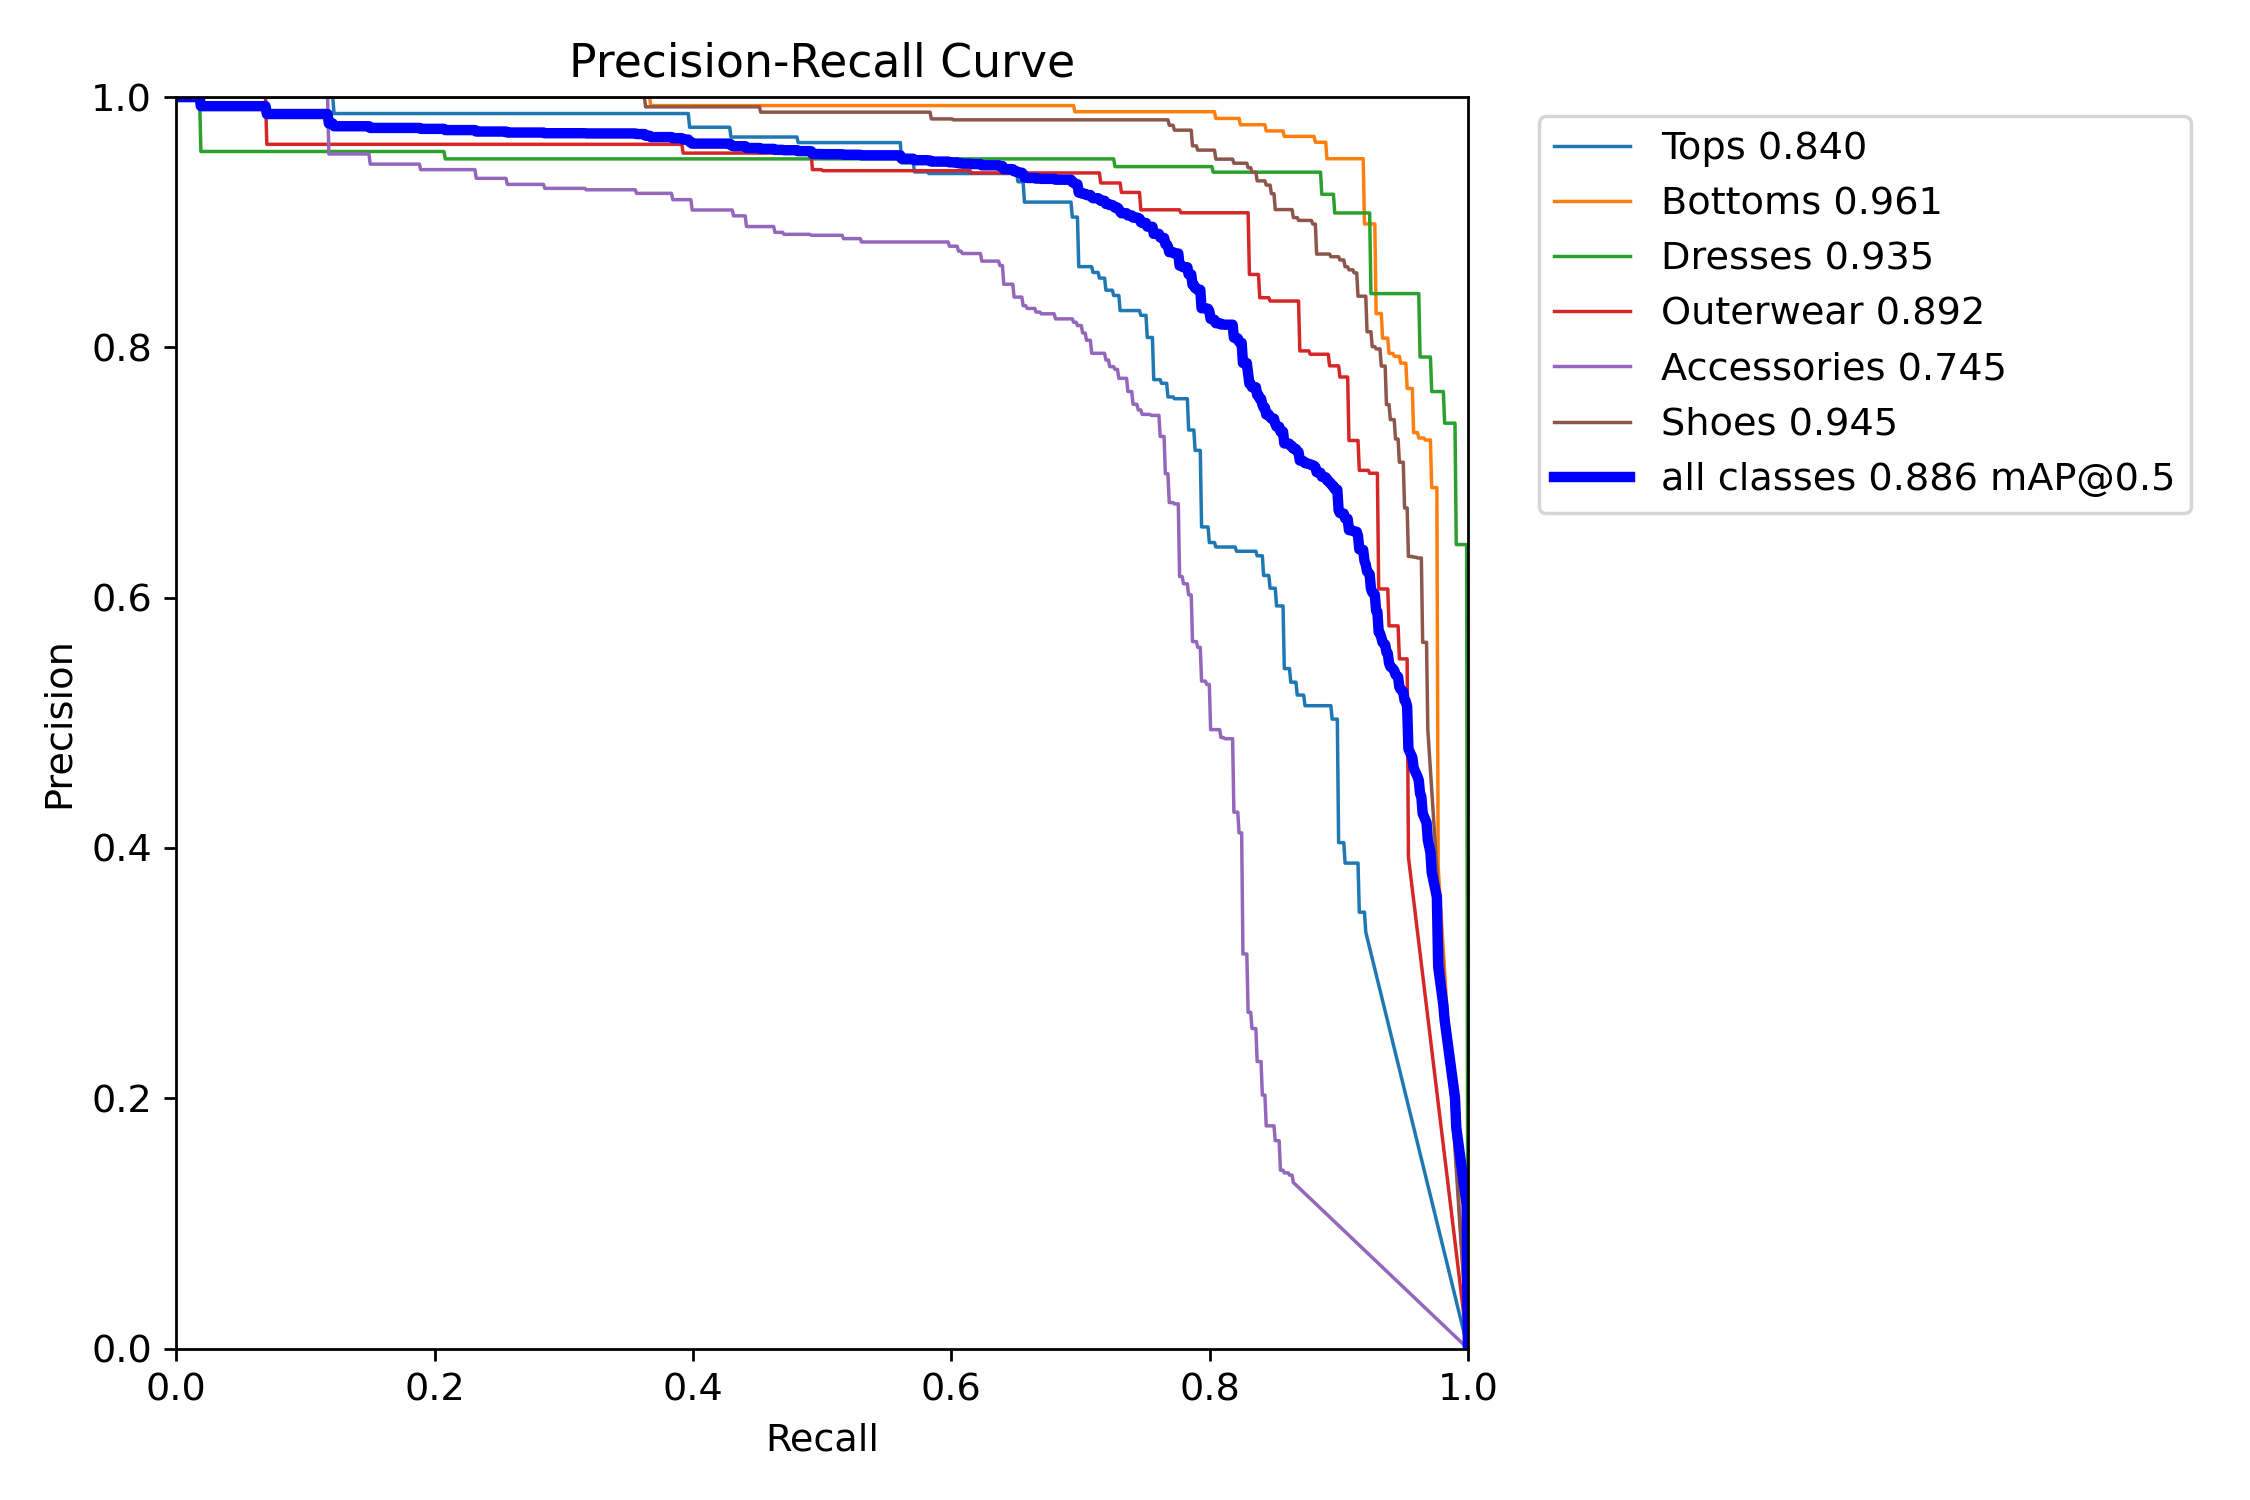 Precision-Recall Curve
1.0
0.8
0.6
0.4
0.2
0.0
Precision
0.0 0.2 0.4 0.6 0.8 1.0
Recall
Tops 0.840
Bottoms 0.961
Dresses 0.935
Outerwear 0.892
Accessories 0.745
Shoes 0.945
all classes 0.886 mAP@0.5